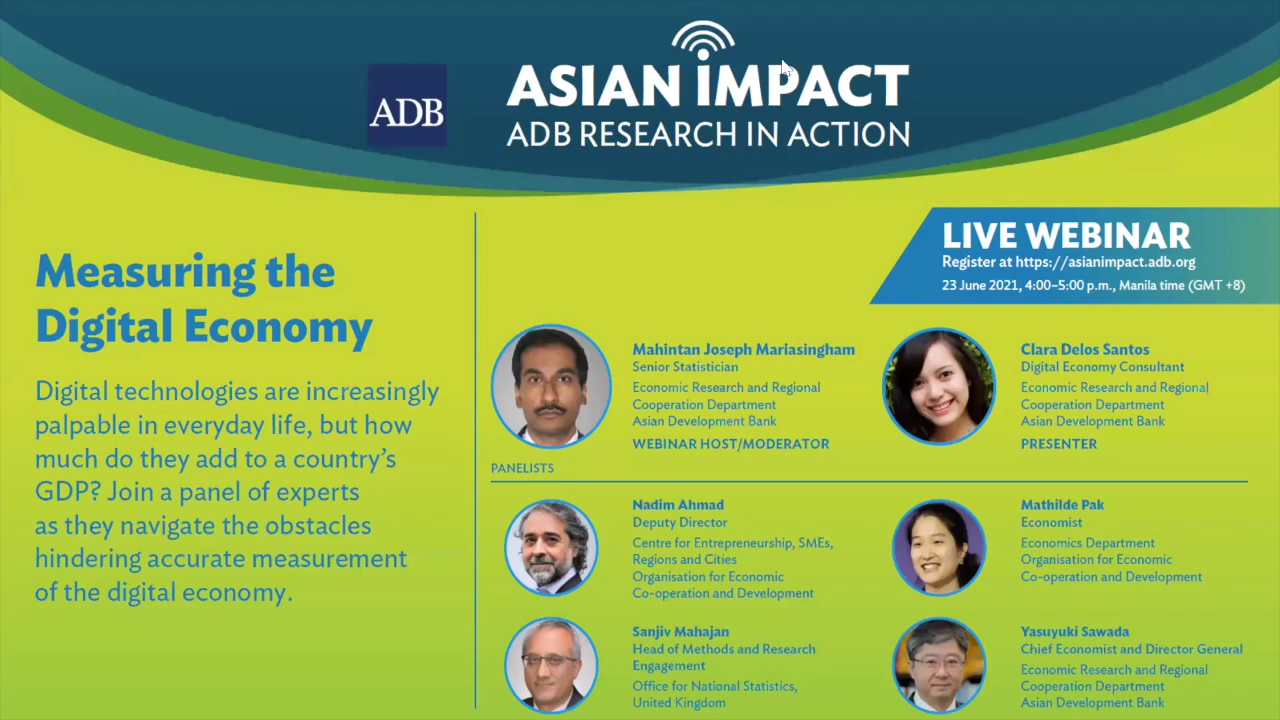 ADB
ASIAN IMPACT
ADB RESEARCH IN ACTION
LIVE WEBINAR
Register at https://asianimpact.adb.org
23 June 2021, 4:00–5:00 p.m., Manila time (GMT +8)
Measuring the
Digital Economy
Digital technologies are increasingly
palpable in everyday life, but how
much do they add to a country’s
GDP? Join a panel of experts
as they navigate the obstacles
hindering accurate measurement
of the digital economy.
Mahintan Joseph Mariasingham
Senior Statistician
Economic Research and Regional
Cooperation Department
Asian Development Bank
WEBINAR HOST/MODERATOR
Clara Delos Santos
Digital Economy Consultant
Economic Research and Regional
Cooperation Department
Asian Development Bank
PRESENTER
PANELISTS
Nadim Ahmad
Deputy Director
Centre for Entrepreneurship, SMEs,
Regions and Cities
Organisation for Economic
Co-operation and Development
Mathilde Pak
Economist
Economics Department
Organisation for Economic
Co-operation and Development
Sanjiv Mahajan
Head of Methods and Research
Engagement
Office for National Statistics,
United Kingdom
Yasuyuki Sawada
Chief Economist and Director General
Economic Research and Regional
Cooperation Department
Asian Development Bank